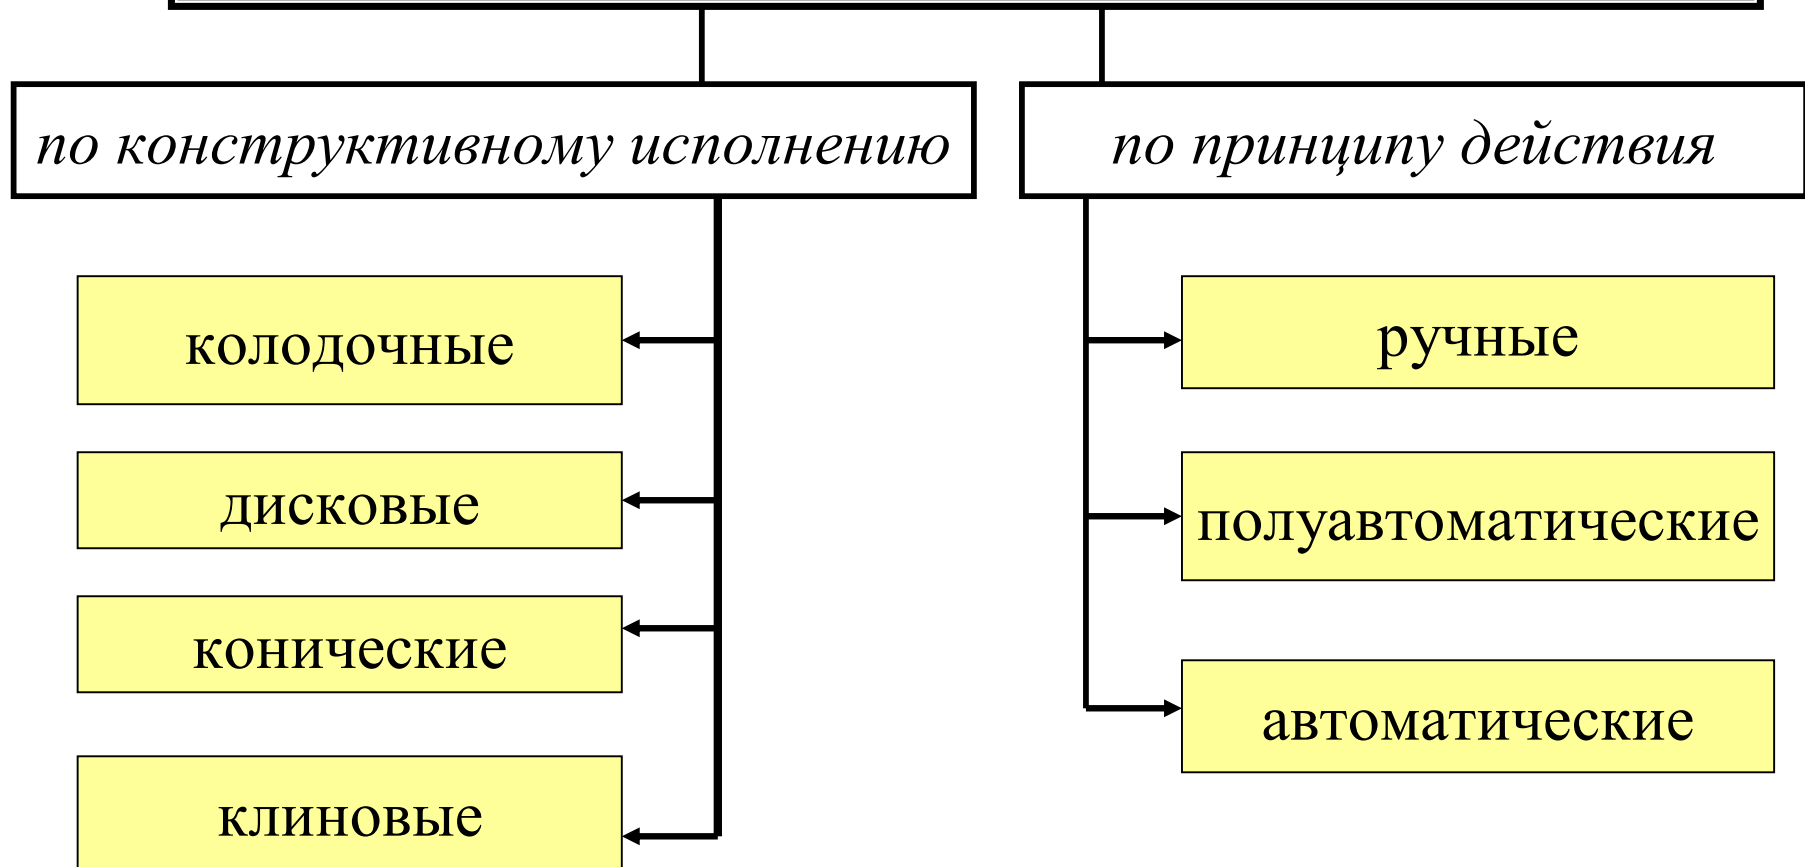 по конструктивному исполнению
колодочные
дисковые
конические
клиновые
по принципу действия
ручные
полуавтоматические
автоматические